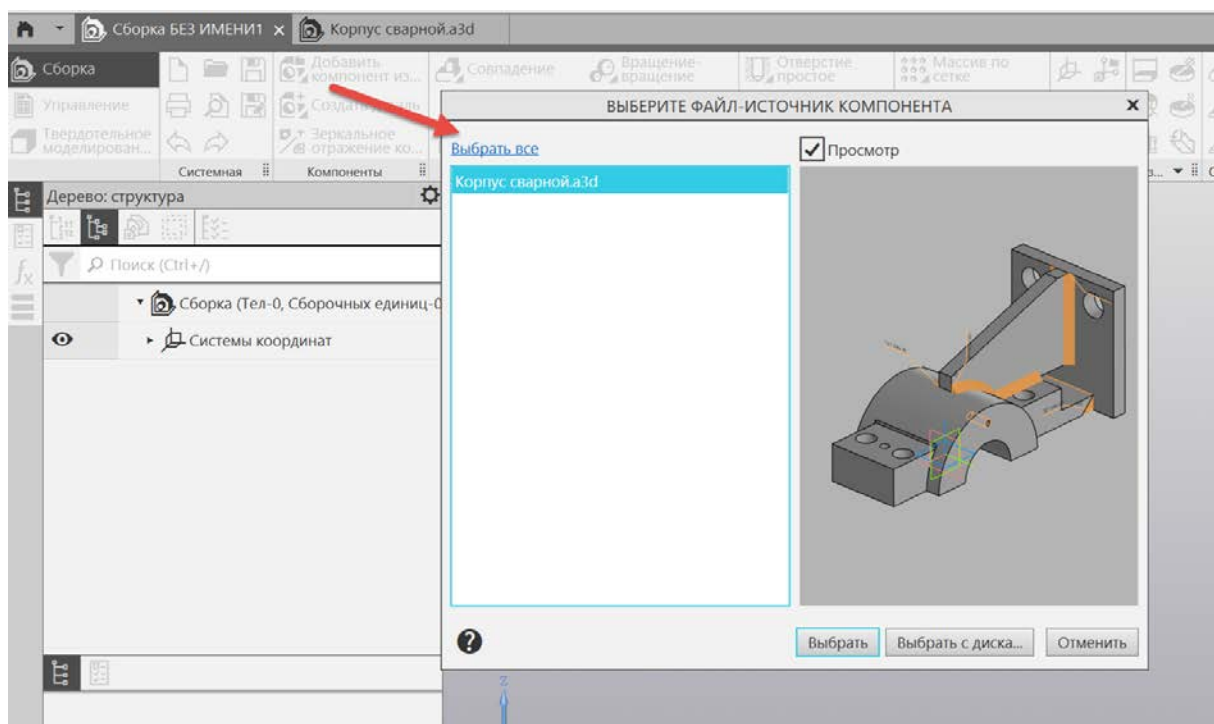 Сборка БЕЗ ИМЕНИ1
Корпус сварной.a3d
Сборка
Добавить компонент из...
Совпадение
Вращение-вращение
Отверстие простое
Массив по сетке
Управление
Твердотельное моделирован...
Зеркальное отражение ко...
Системная
Компоненты
ВЫБЕРИТЕ ФАЙЛ-ИСТОЧНИК КОМПОНЕНТА
Выбрать все
Просмотр
Корпус сварной.a3d
Дерево: структура
Поиск (Ctrl+/)
Сборка (Тел-0, Сборочных единиц-0
Системы координат
Выбрать
Выбрать с диска...
Отменить
z